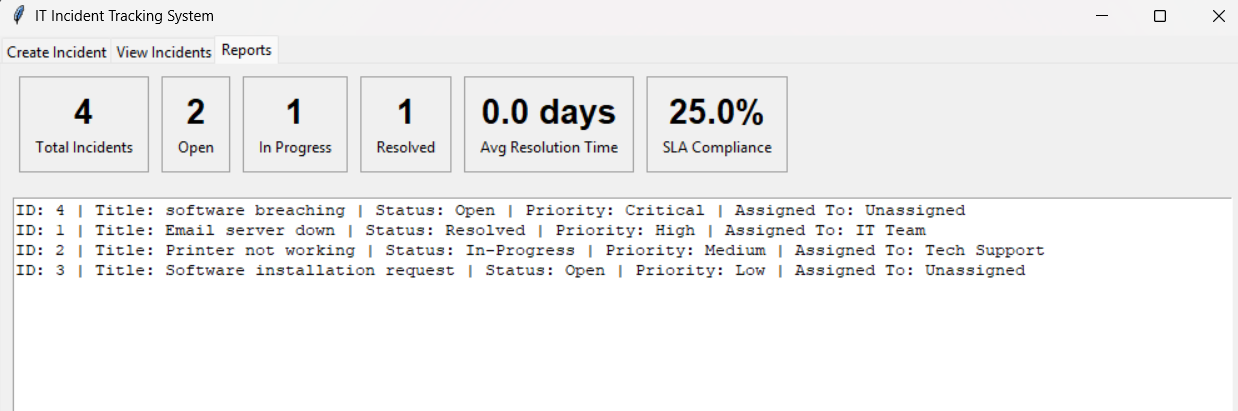 IT Incident Tracking System
Create Incident View Incidents Reports
4 2 1 1 0.0 days 25.0%
Total Incidents Open In Progress Resolved Avg Resolution Time SLA Compliance
ID: 4 | Title: software breaching | Status: Open | Priority: Critical | Assigned To: Unassigned
ID: 1 | Title: Email server down | Status: Resolved | Priority: High | Assigned To: IT Team
ID: 2 | Title: Printer not working | Status: In-Progress | Priority: Medium | Assigned To: Tech Support
ID: 3 | Title: Software installation request | Status: Open | Priority: Low | Assigned To: Unassigned